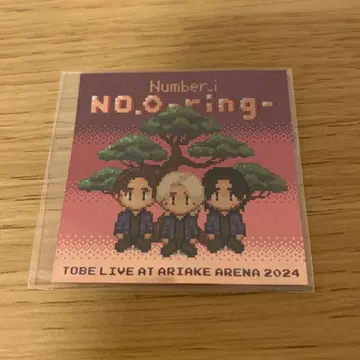 Number_i
NO.O-ring-
TOBE LIVE AT ARIAKE ARENA 2024